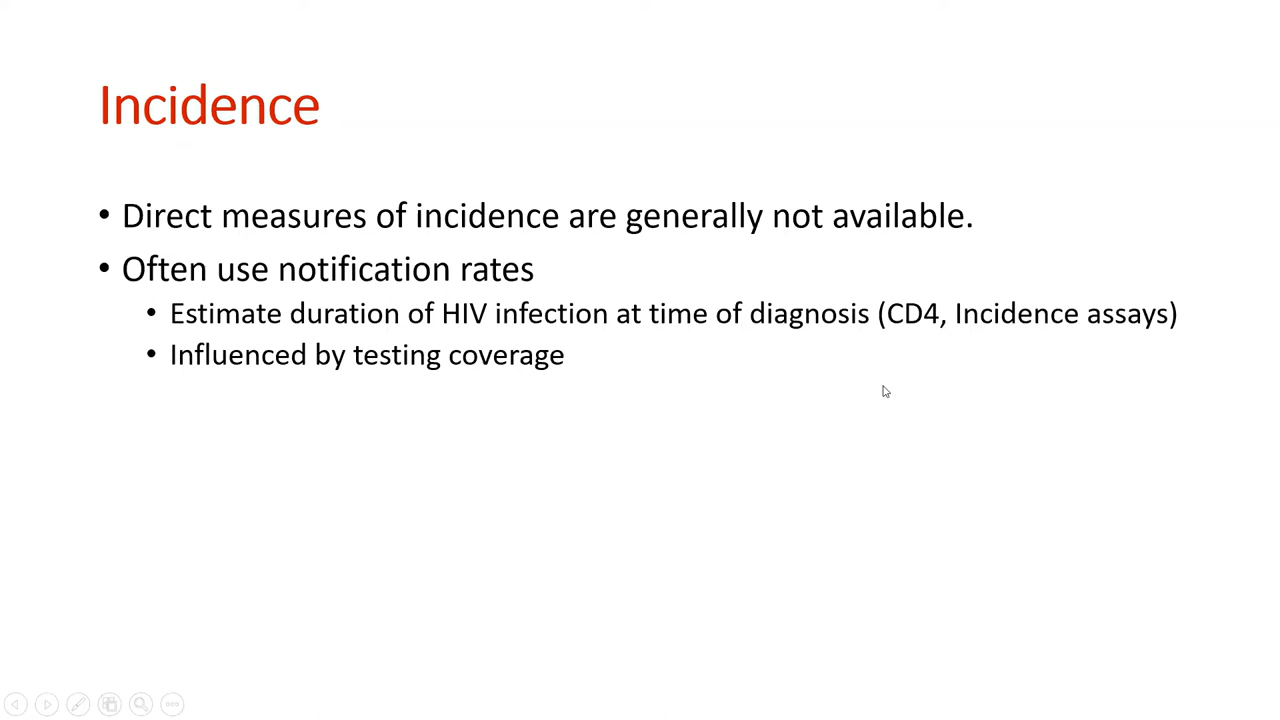 Incidence
• Direct measures of incidence are generally not available.
• Often use notification rates
• Estimate duration of HIV infection at time of diagnosis (CD4, Incidence assays)
• Influenced by testing coverage